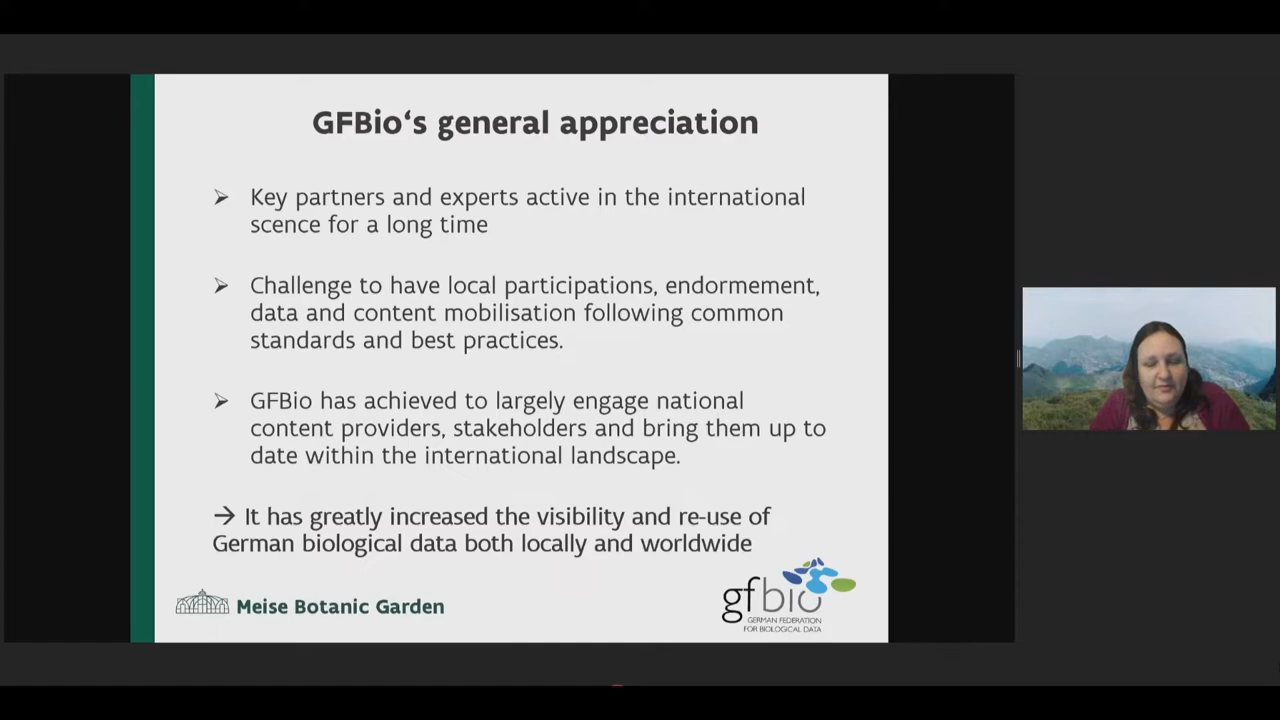 GFBio‘s general appreciation
➢ Key partners and experts active in the international
scence for a long time
➢ Challenge to have local participations, endormement,
data and content mobilisation following common
standards and best practices.
➢ GFBio has achieved to largely engage national
content providers, stakeholders and bring them up to
date within the international landscape.
→ It has greatly increased the visibility and re-use of
German biological data both locally and worldwide
Meise Botanic Garden
gfbio
GERMAN FEDERATION
FOR BIOLOGICAL DATA